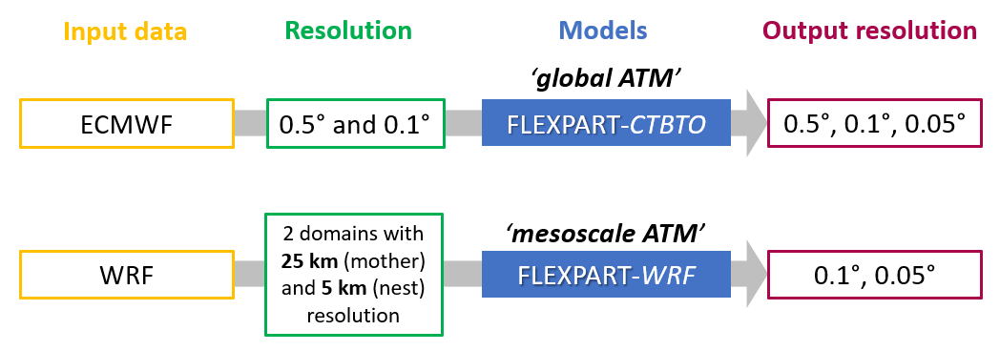 Input data
Resolution
Models
Output resolution
‘global ATM’
ECMWF
0.5° and 0.1°
FLEXPART-CTBTO
0.5°, 0.1°, 0.05°
‘mesoscale ATM’
WRF
2 domains with
25 km (mother)
and 5 km (nest)
resolution
FLEXPART-WRF
0.1°, 0.05°